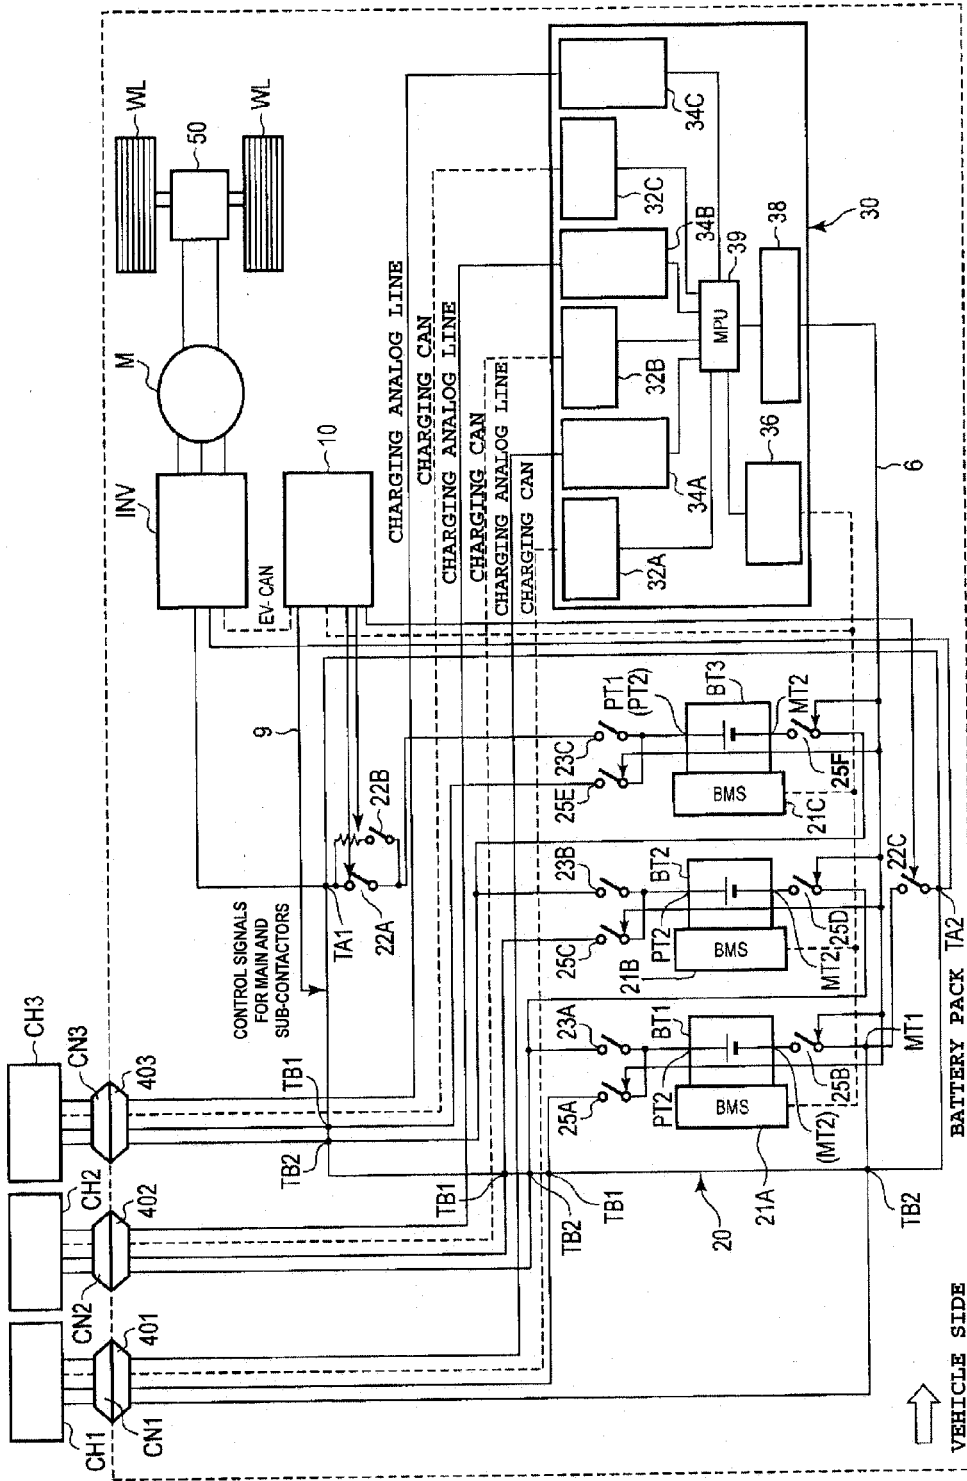 WL
50
WL
M
INV
10
EV-CAN
9
CHARGING ANALOG LINE
CHARGING CAN
CHARGING ANALOG LINE
CHARGING CAN
CHARGING ANALOG LINE
CHARGING CAN
34C
32C
34B
39
MPU
32B
34A
32A
36
38
30
6
CH3
CN3
403
CH2
402
CN2
CH1
401
CN1
CONTROL SIGNALS
FOR MAIN AND
SUB-CONTACTORS
TA1
22A
22B
TB1
TB2
TB1
TB2
TB1
TB2
20
23C
25E
PT1
(PT2)
BT3
MT2
BMS
25F
21C
23B
25C
BT2
PT2
BMS
21B
MT2
25D
22C
TA2
23A
25A
BT1
PT2
BMS
21A
(MT2)
25B
MT1
BATTERY PACK
VEHICLE SIDE